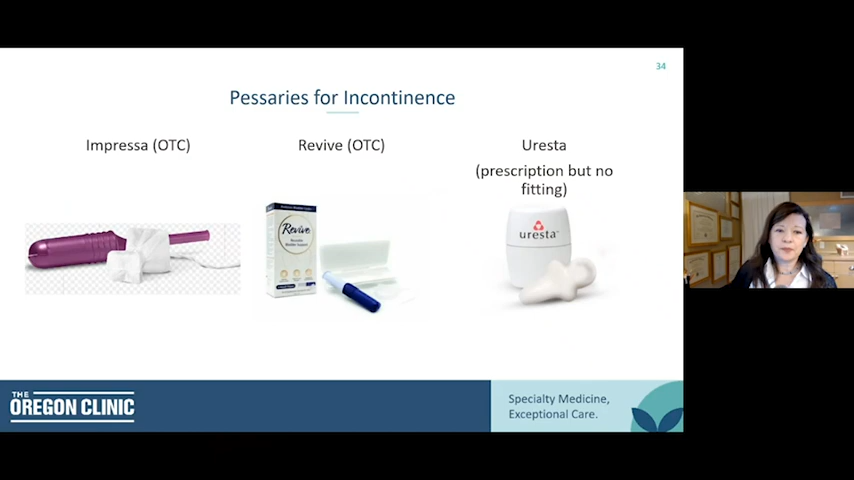 34
Pessaries for Incontinence
Impressa (OTC)
Revive (OTC)
Uresta
(prescription but no
fitting)
Revive
uresta
THE
OREGON CLINIC
Specialty Medicine,
Exceptional Care.